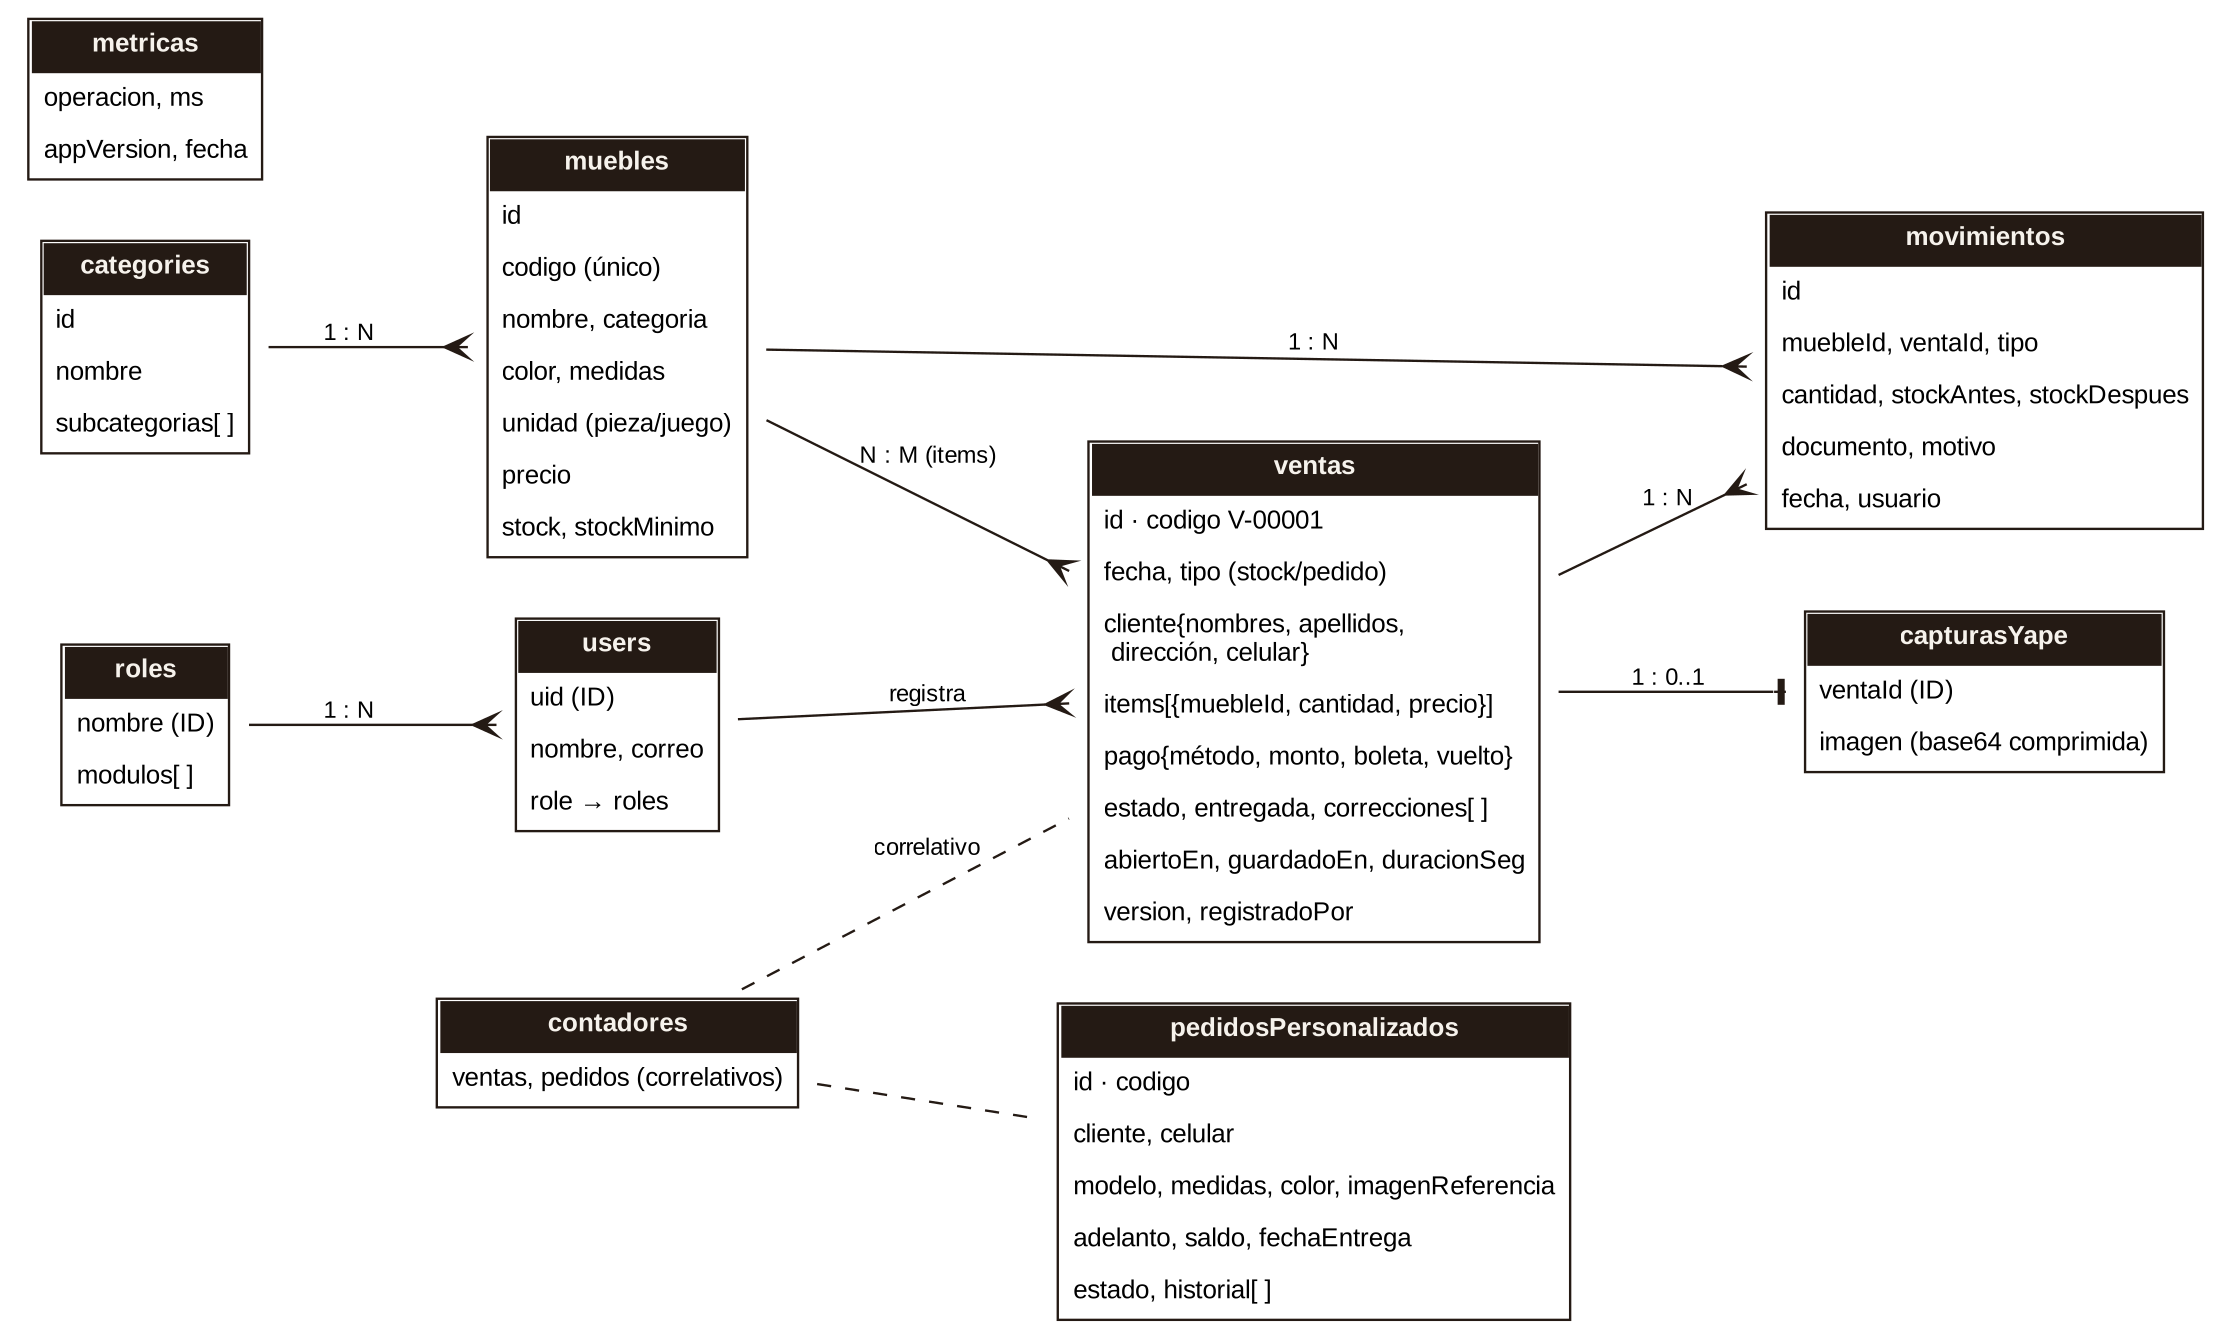 metricas
operacion, ms
appVersion, fecha
categories
id
nombre
subcategorias[ ]
1 : N
muebles
id
codigo (único)
nombre, categoria
color, medidas
unidad (pieza/juego)
precio
stock, stockMinimo
1 : N
N : M (items)
movimientos
id
muebleId, ventaId, tipo
cantidad, stockAntes, stockDespues
documento, motivo
fecha, usuario
roles
nombre (ID)
modulos[ ]
1 : N
users
uid (ID)
nombre, correo
role → roles
registra
ventas
id · codigo V-00001
fecha, tipo (stock/pedido)
cliente{nombres, apellidos,
dirección, celular}
items[{muebleId, cantidad, precio}]
pago{método, monto, boleta, vuelto}
estado, entregada, correcciones[ ]
abiertoEn, guardadoEn, duracionSeg
version, registradoPor
1 : N
1 : 0..1
capturasYape
ventaId (ID)
imagen (base64 comprimida)
correlativo
contadores
ventas, pedidos (correlativos)
pedidosPersonalizados
id · codigo
cliente, celular
modelo, medidas, color, imagenReferencia
adelanto, saldo, fechaEntrega
estado, historial[ ]